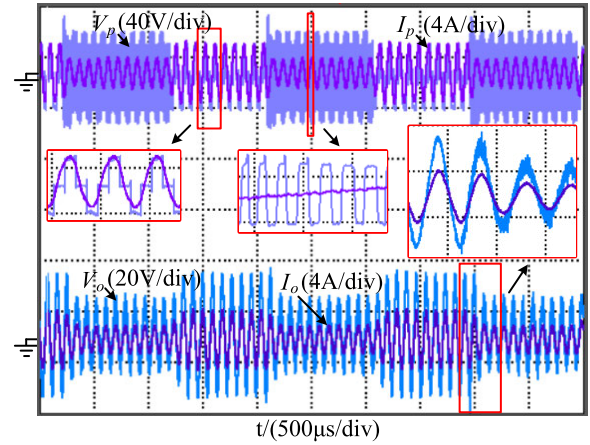 Vp (40V/div) Ip (4A/div)
Vo (20V/div) Io (4A/div)
t/(500μs/div)